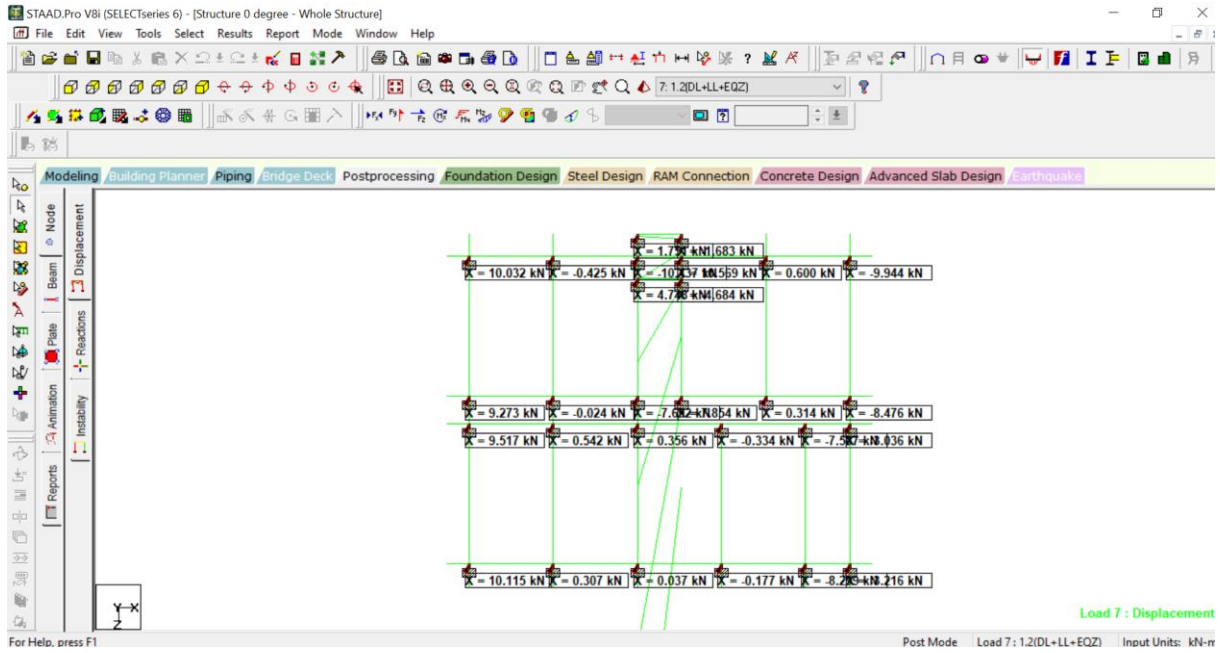 STAAD.Pro V8i (SELECTseries 6) - [Structure 0 degree - Whole Structure]
File Edit View Tools Select Results Report Mode Window Help
7: 1.2(DL+LL+EQZ)
Modeling Building Planner Piping Bridge Deck Postprocessing Foundation Design Steel Design RAM Connection Concrete Design Advanced Slab Design Earthquake
Node
Beam
Plate
Animation
Reports
Displacement
Reactions
Instability
X = 10.032 kN X = -0.425 kN X = 0.600 kN X = -9.944 kN
X = 9.273 kN X = -0.024 kN X = 0.314 kN X = -8.476 kN
X = 9.517 kN X = 0.542 kN X = 0.356 kN X = -0.334 kN
X = 10.115 kN X = 0.307 kN X = 0.037 kN X = -0.177 kN
Y X
Z
Load 7 : Displacement
For Help, press F1
Post Mode Load 7 : 1.2(DL+LL+EQZ) Input Units: kN-m